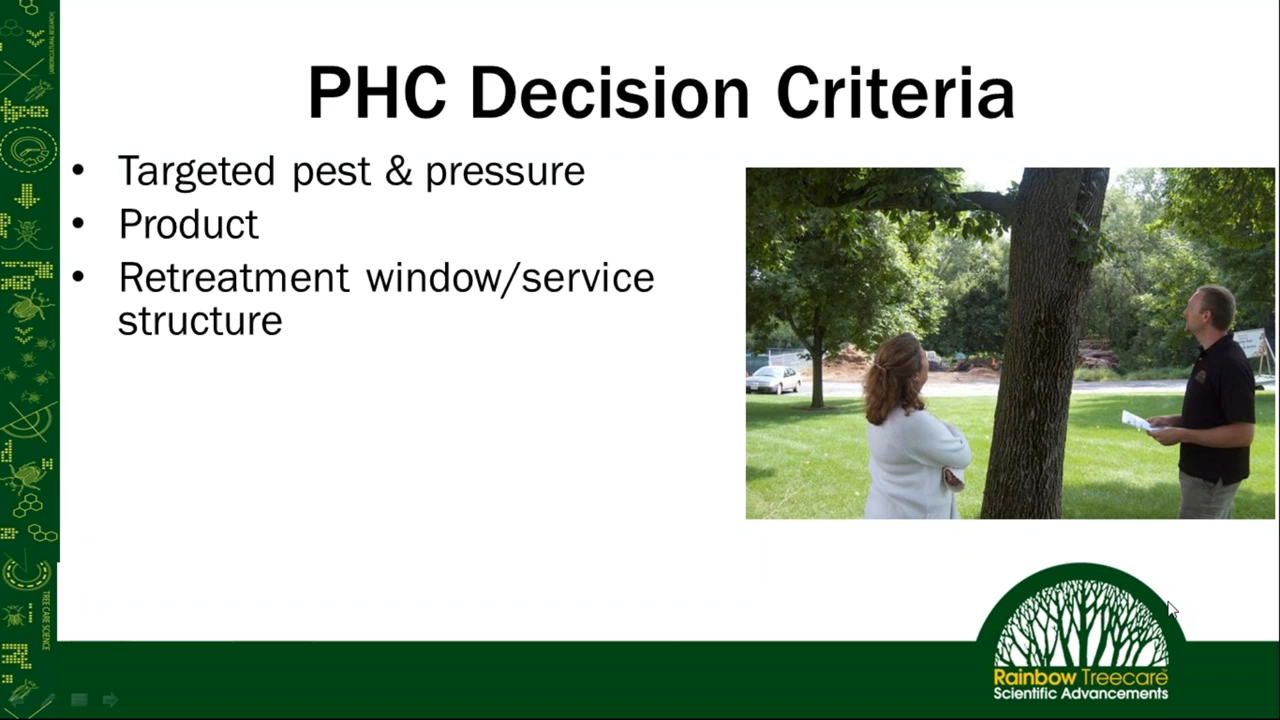 PHC Decision Criteria
• Targeted pest & pressure
• Product
• Retreatment window/service
structure
TREE CARE SCIENCE
Rainbow Treecare
Scientific Advancements